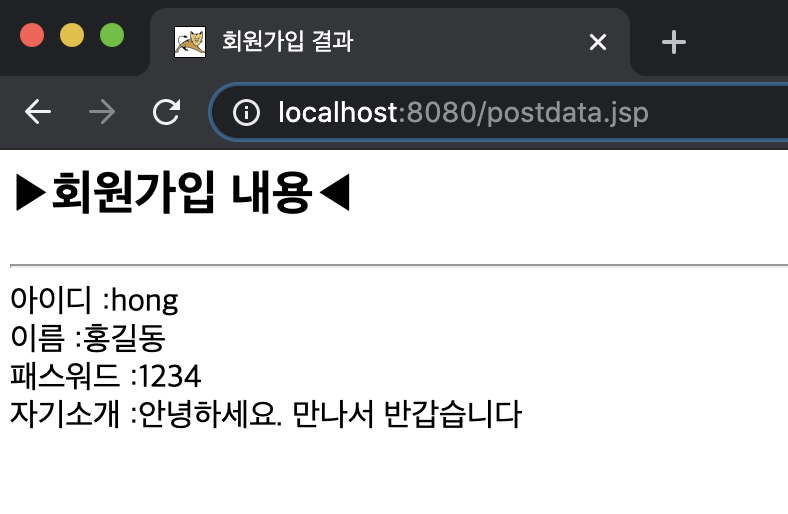 회원가입 결과
localhost:8080/postdata.jsp
▶회원가입 내용◀
아이디 :hong
이름 :홍길동
패스워드 :1234
자기소개 :안녕하세요. 만나서 반갑습니다